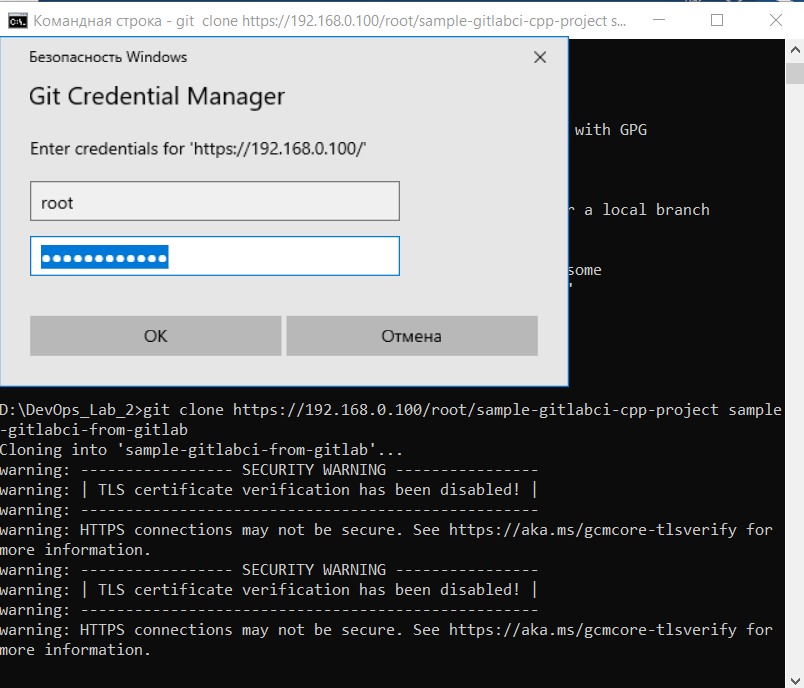 Командная строка - git clone https://192.168.0.100/root/sample-gitlabci-cpp-project s...
Безопасность Windows
Git Credential Manager
with GPG
Enter credentials for 'https://192.168.0.100/'
root
a local branch
●●●●●●●●●●●●
some
'
OK
Отмена
D:\DevOps_Lab_2>git clone https://192.168.0.100/root/sample-gitlabci-cpp-project sample
-gitlabci-from-gitlab
Cloning into 'sample-gitlabci-from-gitlab'...
warning: ----------------- SECURITY WARNING ----------------
warning: | TLS certificate verification has been disabled! |
warning: ---------------------------------------------------
warning: HTTPS connections may not be secure. See https://aka.ms/gcmcore-tlsverify for
more information.
warning: ----------------- SECURITY WARNING ----------------
warning: | TLS certificate verification has been disabled! |
warning: ---------------------------------------------------
warning: HTTPS connections may not be secure. See https://aka.ms/gcmcore-tlsverify for
more information.